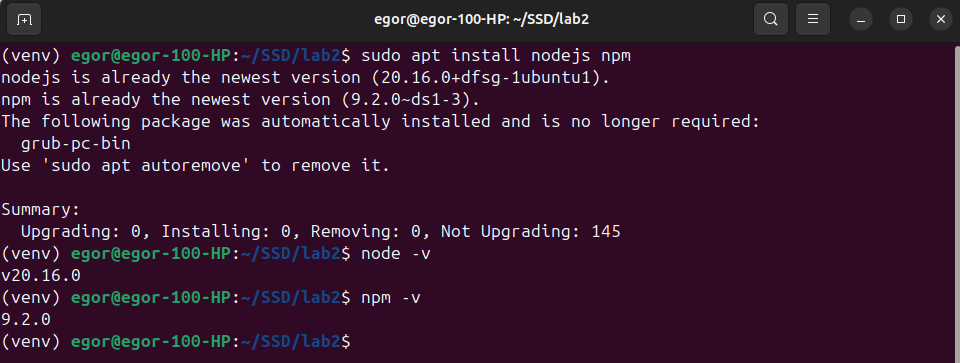 egor@egor-100-HP: ~/SSD/lab2
(venv) egor@egor-100-HP:~/SSD/lab2$ sudo apt install nodejs npm
nodejs is already the newest version (20.16.0+dfsg-1ubuntu1).
npm is already the newest version (9.2.0~ds1-3).
The following package was automatically installed and is no longer required:
  grub-pc-bin
Use 'sudo apt autoremove' to remove it.

Summary:
  Upgrading: 0, Installing: 0, Removing: 0, Not Upgrading: 145
(venv) egor@egor-100-HP:~/SSD/lab2$ node -v
v20.16.0
(venv) egor@egor-100-HP:~/SSD/lab2$ npm -v
9.2.0
(venv) egor@egor-100-HP:~/SSD/lab2$